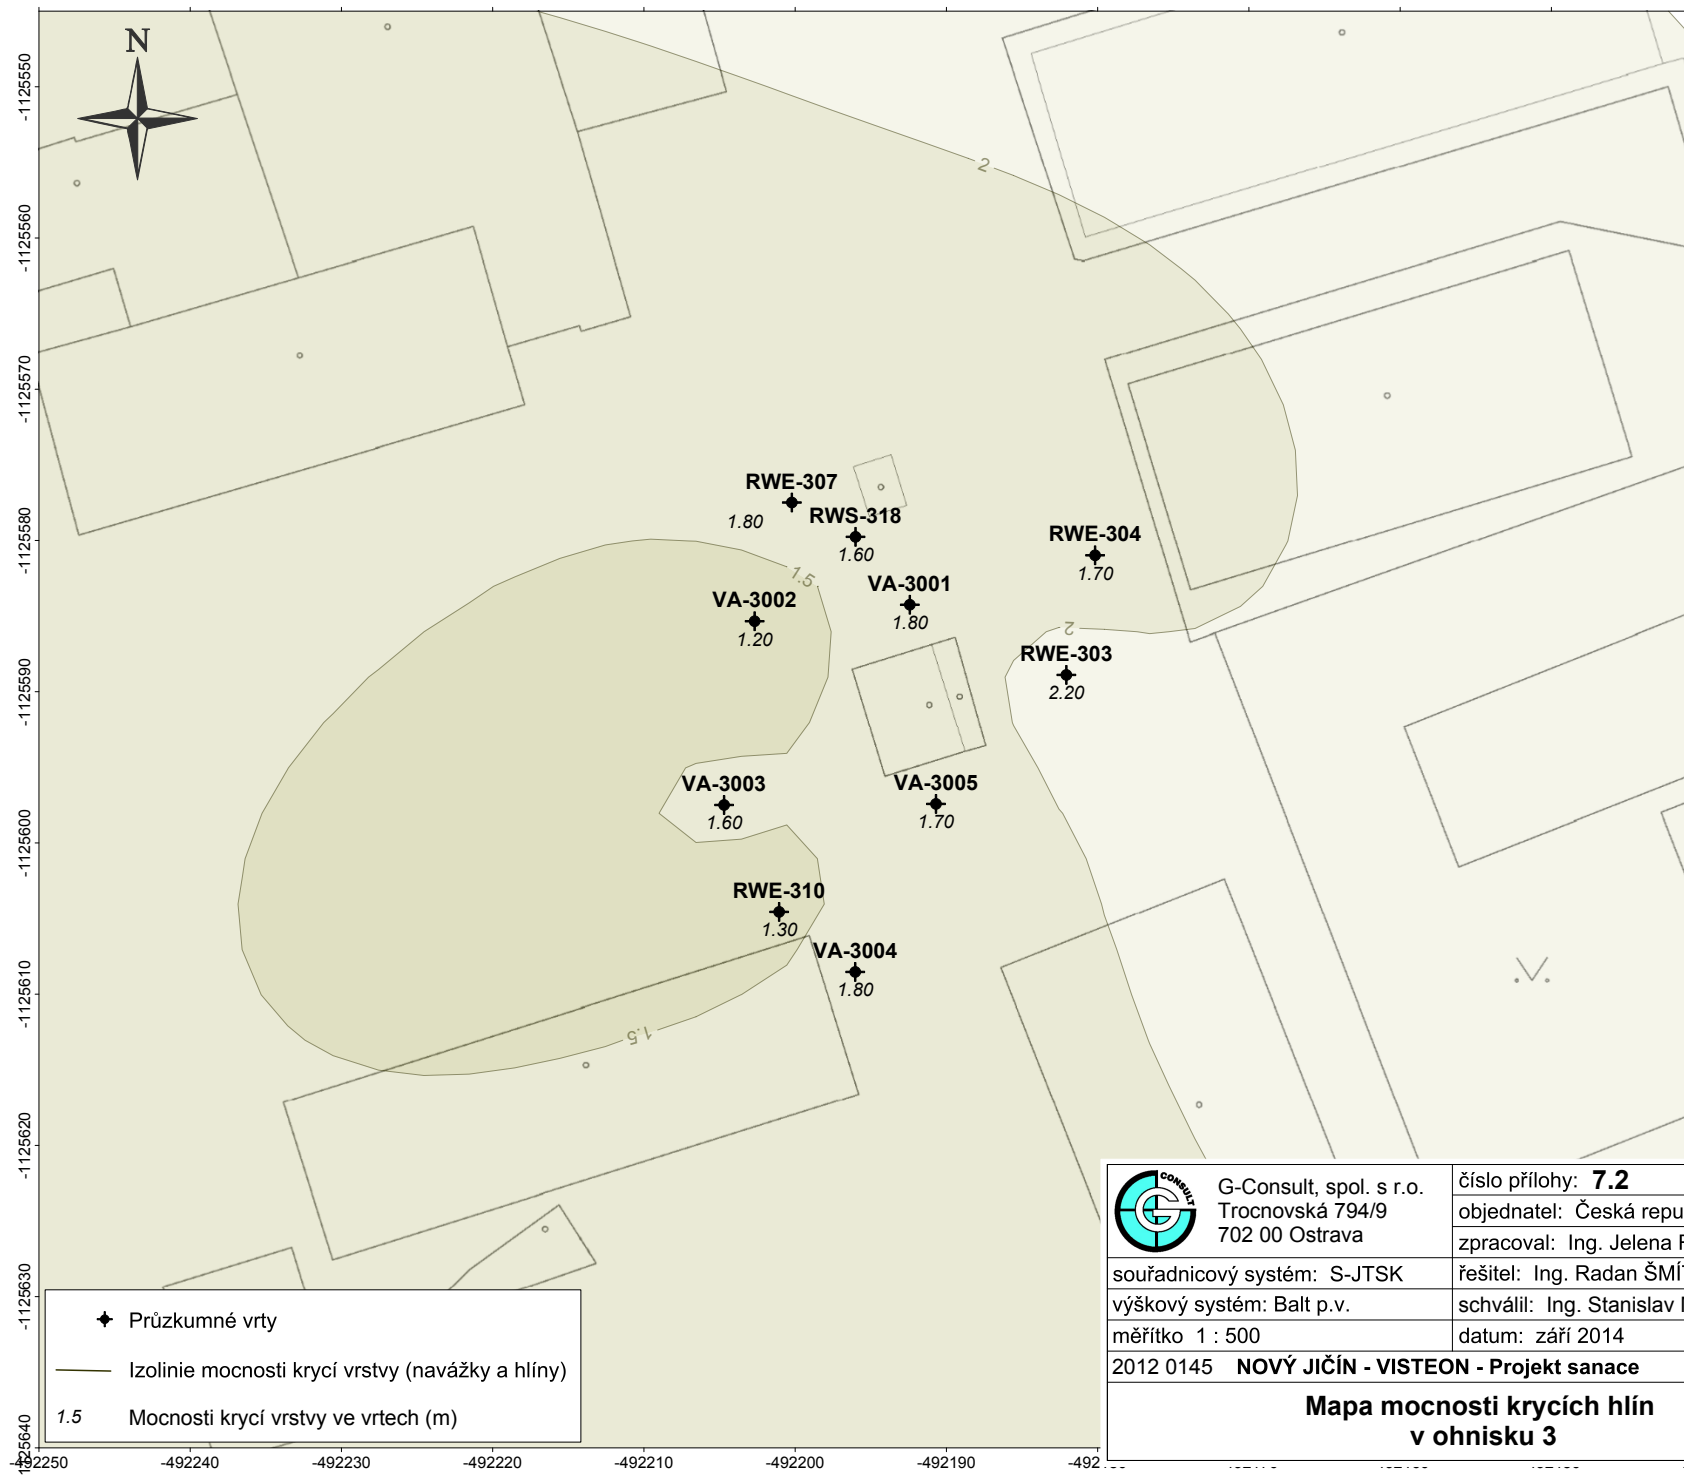 N
-1125550
-1125560
-1125570
-1125580
-1125590
-1125600
-1125610
-1125620
-1125630
2
RWE-307
1.80
RWS-318
1.60
RWE-304
1.70
1.5
VA-3001
1.80
VA-3002
1.20
2
RWE-303
2.20
VA-3003
1.60
VA-3005
1.70
RWE-310
1.30
VA-3004
1.80
1.5
Průzkumné vrty
Izolinie mocnosti krycí vrstvy (navážky a hlíny)
1.5 Mocnosti krycí vrstvy ve vrtech (m)
CONSULT
G-Consult, spol. s r.o.
Trocnovská 794/9
702 00 Ostrava
číslo přílohy: 7.2
objednatel: Česká
zpracoval: Ing. Jelena
souřadnicový systém: S-JTSK
řešitel: Ing. Radan
výškový systém: Balt p.v.
schválil: Ing. Stanislav
měřítko 1 : 500
datum: září 2014
2012 0145 NOVÝ JIČÍN - VISTEON - Projekt sanace
Mapa mocnosti krycích hlín
v ohnisku 3
-492250
-492240
-492230
-492220
-492210
-492200
-492190